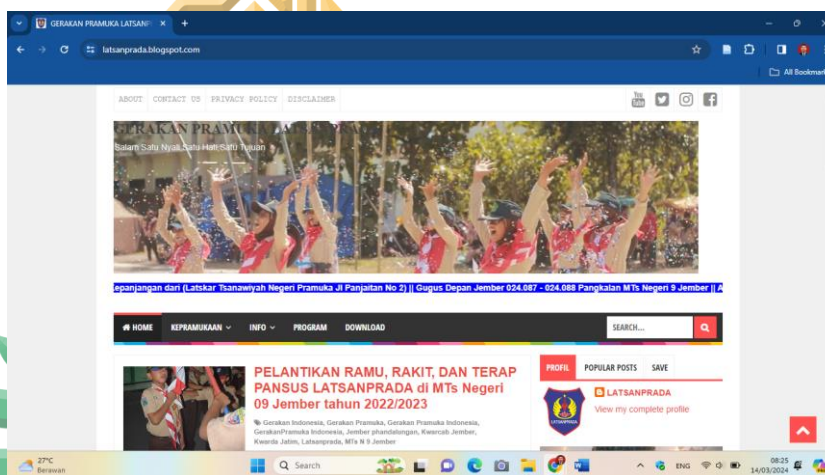 GERAKAN PRAMUKA LATSANP
latsanprada.blogspot.com
All Bookmar
ABOUT CONTACT US PRIVACY POLICY DISCLAIMER
You Tube
GERAKAN PRAMUKA LATSANPRADA
Salam Satu Nyali Satu Hati Satu Tujuan
epanjangan dari (Latskar Tsanawiyah Negeri Pramuka Jl Panjaitan No 2) || Gugus Depan Jember 024.087 - 024.088 Pangkalan MTs Negeri 9 Jember || A
HOME KEPRAMUKAAN INFO PROGRAM DOWNLOAD SEARCH...
PELANTIKAN RAMU, RAKIT, DAN TERAP
PANSUS LATSANPRADA di MTs Negeri
09 Jember tahun 2022/2023
Gerakan Indonesia, Gerakan Pramuka, Gerakan Pramuka Indonesia,
GerakanPramuka Indonesia, Jember phandalungan, Kwarcab Jember,
Kwarda Jatim, Latsanprada, MTs N 9 Jember
PROFIL POPULAR POSTS SAVE
LATSANPRADA
View my complete profile
27°C
Berawan
Search
ENG
08:25
14/03/2024